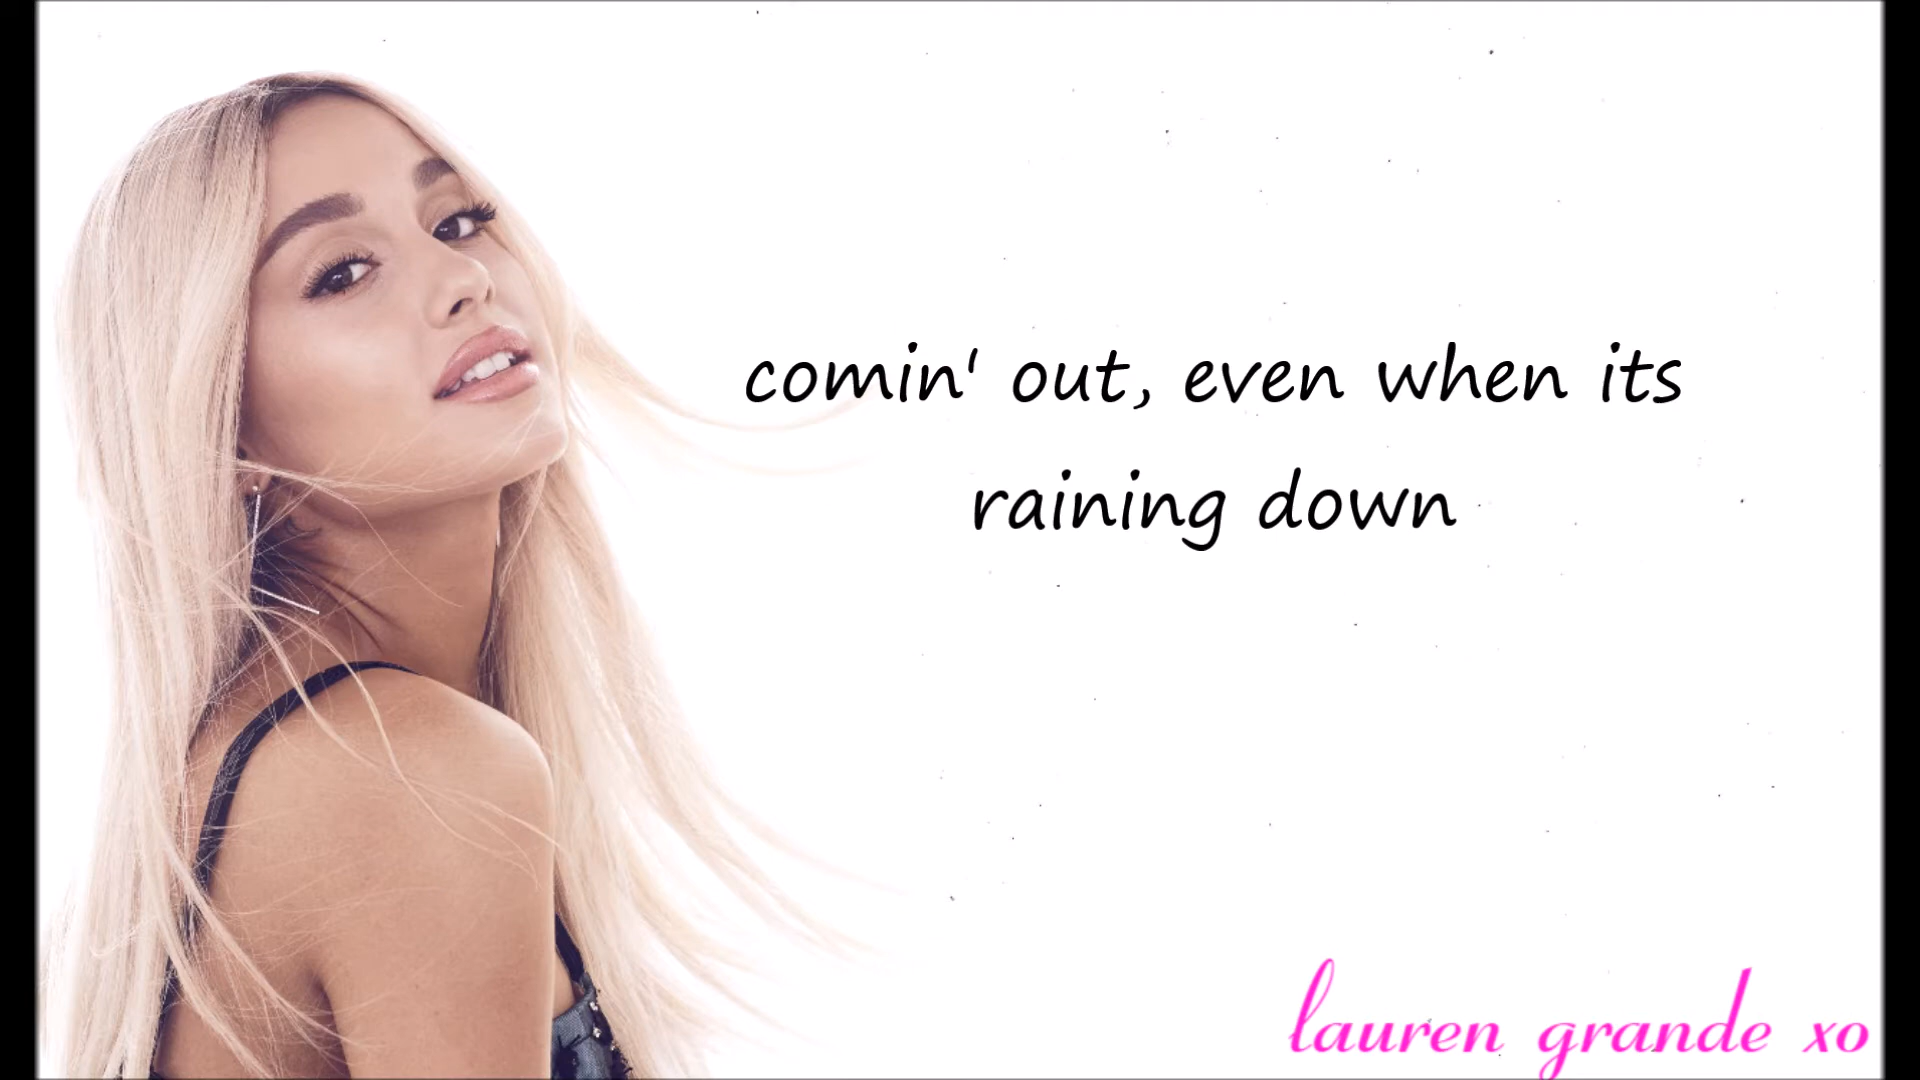 comin' out, even when its
raining down
lauren grande xo